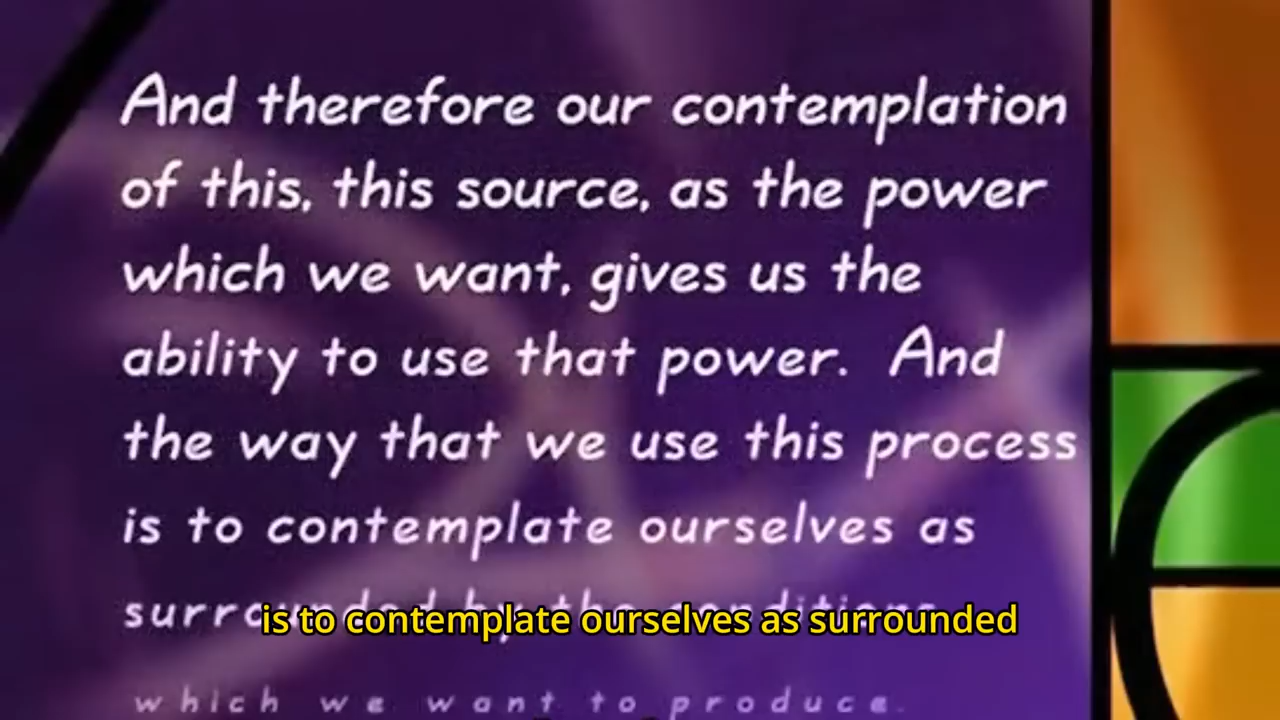 And therefore our contemplation
of this, this source, as the power
which we want, gives us the
ability to use that power. And
the way that we use this process
is to contemplate ourselves as
surrounded by the conditions
is to contemplate ourselves as surrounded
which we want to produce.